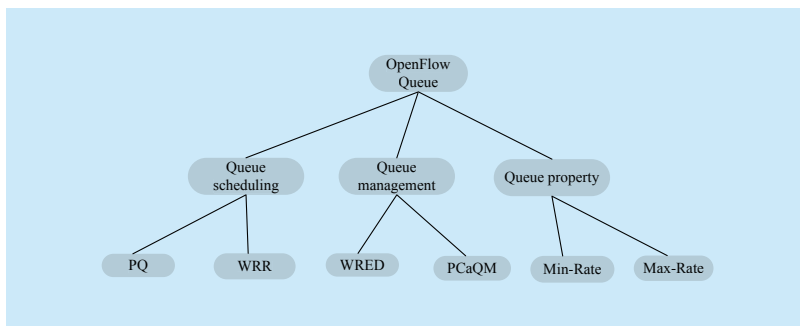 OpenFlow
Queue
Queue
scheduling
Queue
management
Queue property
PQ
WRR
WRED
PCaQM
Min-Rate
Max-Rate